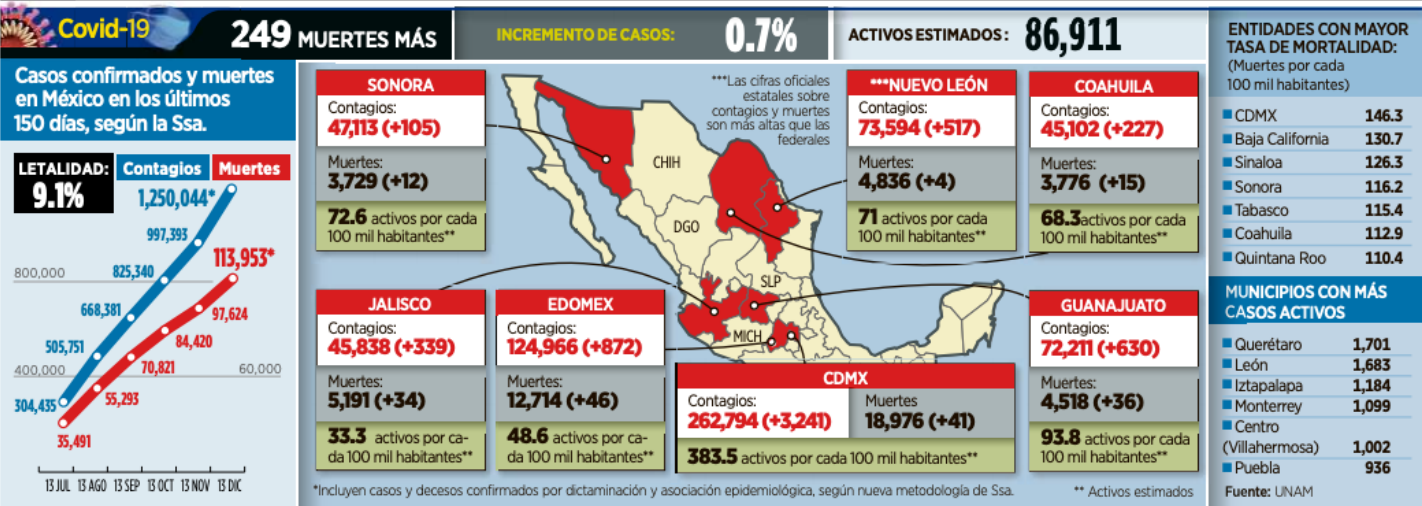 Covid-19
249 MUERTES MÁS
INCREMENTO DE CASOS: 0.7%
ACTIVOS ESTIMADOS: 86,911
Casos confirmados y muertes
en México en los últimos
150 días, según la Ssa.
LETALIDAD:
9.1%
Contagios
Muertes
1,250,044*
997,393
113,953*
800,000
825,340
668,381
97,624
505,751
84,420
70,821
400,000
60,000
304,435
55,293
35,491
13 JUL 13 AGO 13 SEP 13 OCT 13 NOV 13 DIC
SONORA
Contagios:
47,113 (+105)
Muertes:
3,729 (+12)
72.6 activos por cada
100 mil habitantes**
***Las cifras oficiales
estatales sobre
contagios y muertes
son más altas que las
federales
***NUEVO LEÓN
Contagios:
73,594 (+517)
Muertes:
4,836 (+4)
71 activos por cada
100 mil habitantes**
COAHUILA
Contagios:
45,102 (+227)
Muertes:
3,776 (+15)
68.3activos por cada
100 mil habitantes**
CHIH
DGO
SLP
MICH
JALISCO
Contagios:
45,838 (+339)
Muertes:
5,191 (+34)
33.3 activos por ca-
da 100 mil habitantes**
EDOMEX
Contagios:
124,966 (+872)
Muertes:
12,714 (+46)
48.6 activos por ca-
da 100 mil habitantes**
CDMX
Contagios:
262,794 (+3,241)
Muertes
18,976 (+41)
383.5 activos por cada 100 mil habitantes**
GUANAJUATO
Contagios:
72,211 (+630)
Muertes:
4,518 (+36)
93.8 activos por cada
100 mil habitantes**
*Incluyen casos y decesos confirmados por dictaminación y asociación epidemiológica, según nueva metodología de Ssa.
** Activos estimados
ENTIDADES CON MAYOR
TASA DE MORTALIDAD:
(Muertes por cada
100 mil habitantes)
CDMX 146.3
Baja California 130.7
Sinaloa 126.3
Sonora 116.2
Tabasco 115.4
Coahuila 112.9
Quintana Roo 110.4
MUNICIPIOS CON MÁS
CASOS ACTIVOS
Querétaro 1,701
León 1,683
Iztapalapa 1,184
Monterrey 1,099
Centro
(Villahermosa) 1,002
Puebla 936
Fuente: UNAM